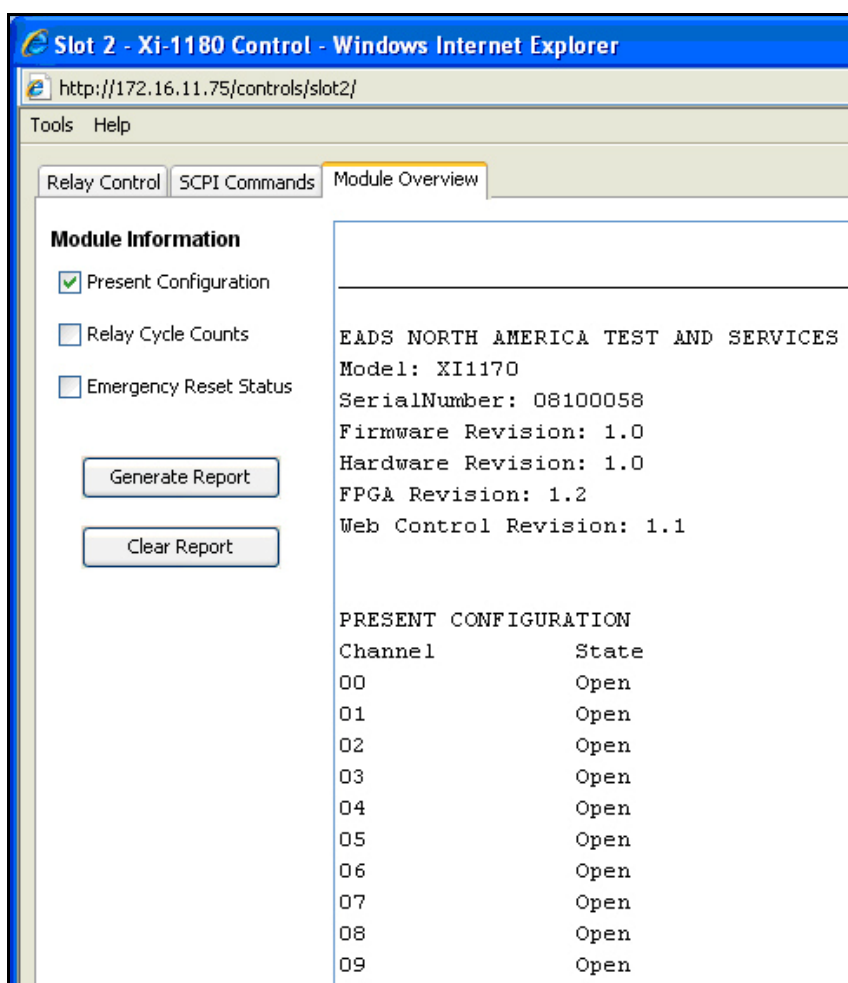 Slot 2 - Xi-1180 Control - Windows Internet Explorer
http://172.16.11.75/controls/slot2/
Tools Help
Relay Control SCPI Commands Module Overview
Module Information
Present Configuration
Relay Cycle Counts
Emergency Reset Status
Generate Report
Clear Report
EADS NORTH AMERICA TEST AND SERVICES
Model: XI1170
SerialNumber: 08100058
Firmware Revision: 1.0
Hardware Revision: 1.0
FPGA Revision: 1.2
Web Control Revision: 1.1
PRESENT CONFIGURATION
Channel State
00 Open
01 Open
02 Open
03 Open
04 Open
05 Open
06 Open
07 Open
08 Open
09 Open